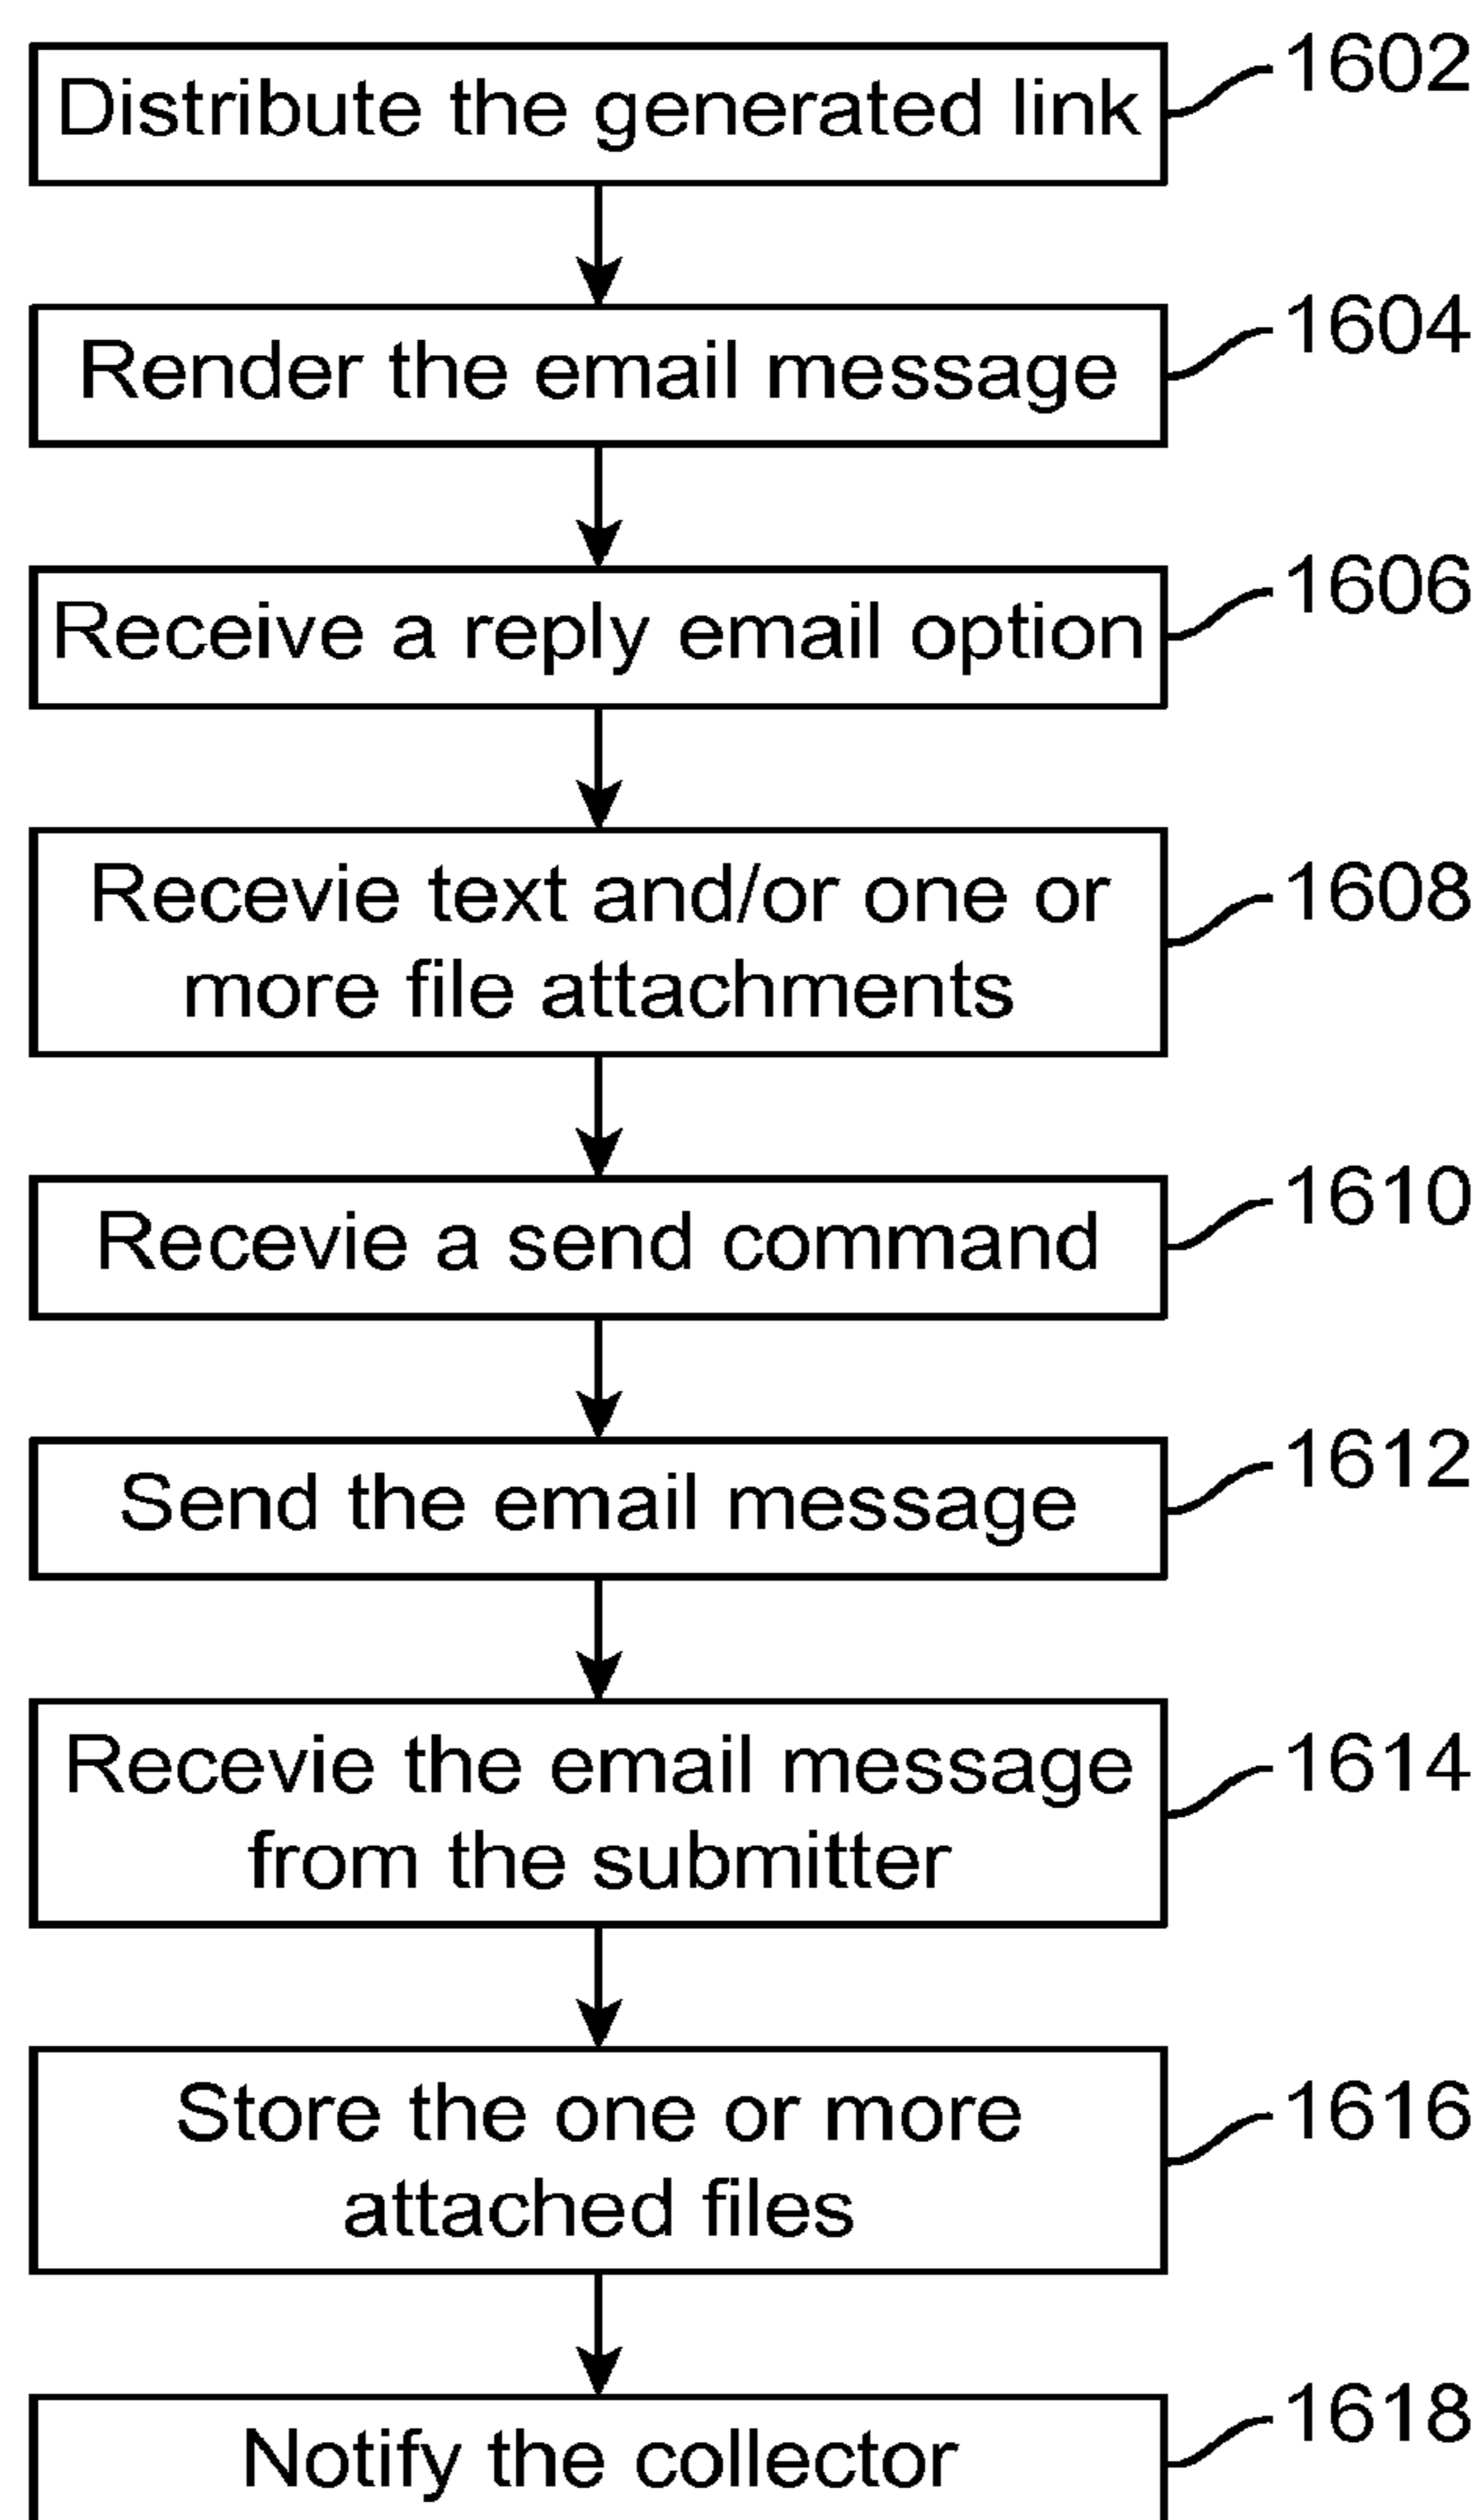 Distribute the generated link
1602
Render the email message
1604
Receive a reply email option
1606
Recevie text and/or one or
more file attachments
1608
Recevie a send command
1610
Send the email message
1612
Recevie the email message
from the submitter
1614
Store the one or more
attached files
1616
Notify the collector
1618